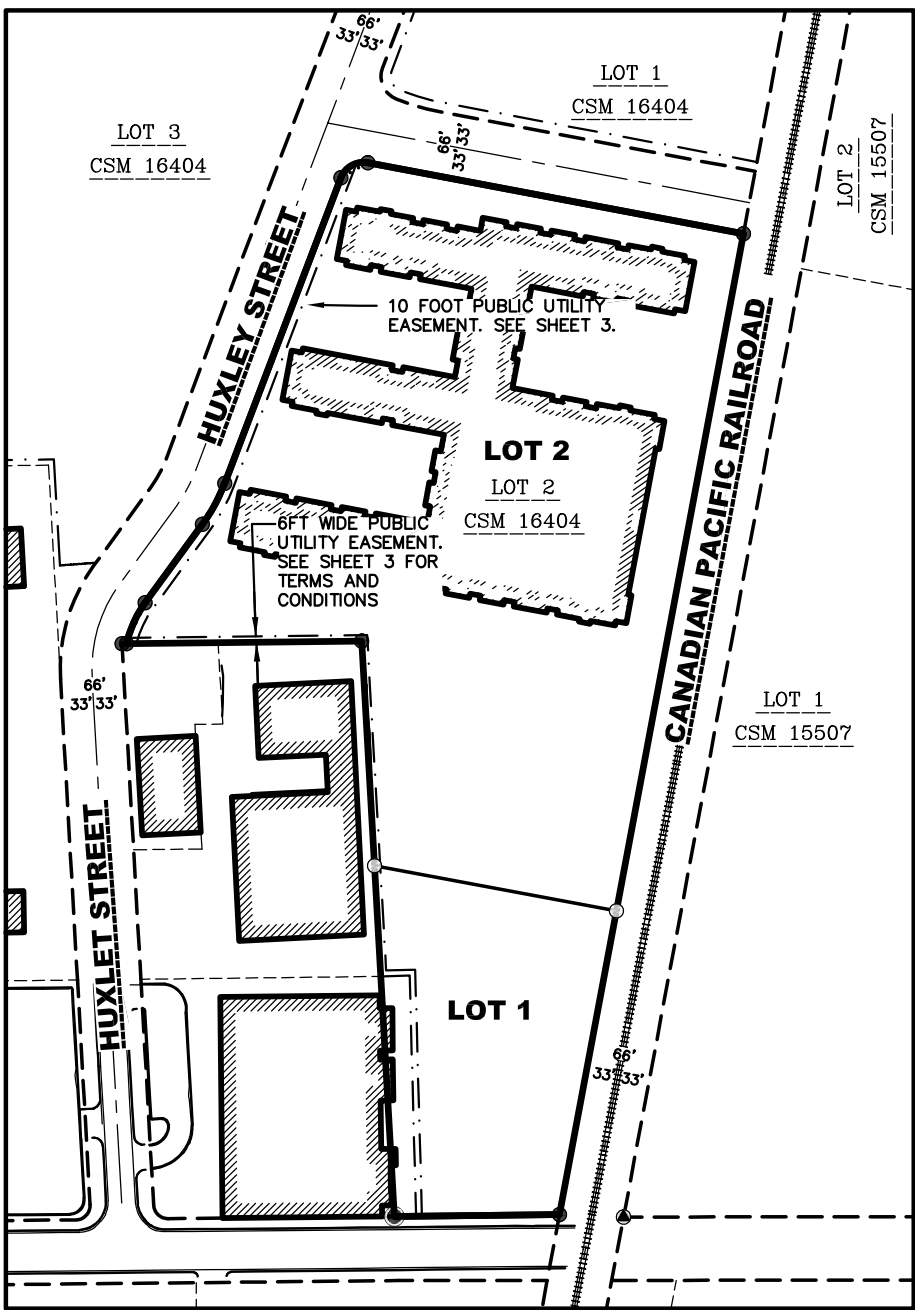 66'
33' 33'
LOT 1
CSM 16404
LOT 3
CSM 16404
66'
33' 33'
LOT 2
CSM 15507
HUXLEY STREET
10 FOOT PUBLIC UTILITY
EASEMENT. SEE SHEET 3.
CANADIAN PACIFIC RAILROAD
LOT 2
LOT 2
CSM 16404
6FT WIDE PUBLIC
UTILITY EASEMENT.
SEE SHEET 3 FOR
TERMS AND
CONDITIONS
66'
33' 33'
LOT 1
CSM 15507
HUXLET STREET
LOT 1
66'
33' 33'